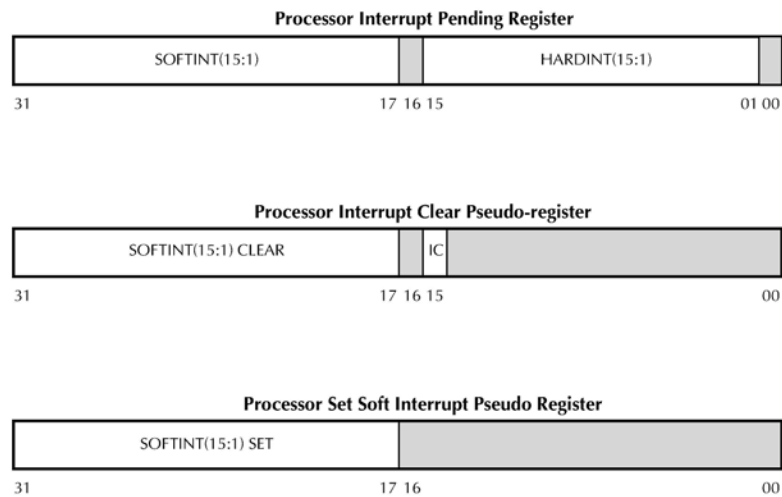 Processor Interrupt Pending Register
SOFTINT(15:1) HARDINT(15:1)
31 17 16 15 01 00
Processor Interrupt Clear Pseudo-register
SOFTINT(15:1) CLEAR IC
31 17 16 15 00
Processor Set Soft Interrupt Pseudo Register
SOFTINT(15:1) SET
31 17 16 00